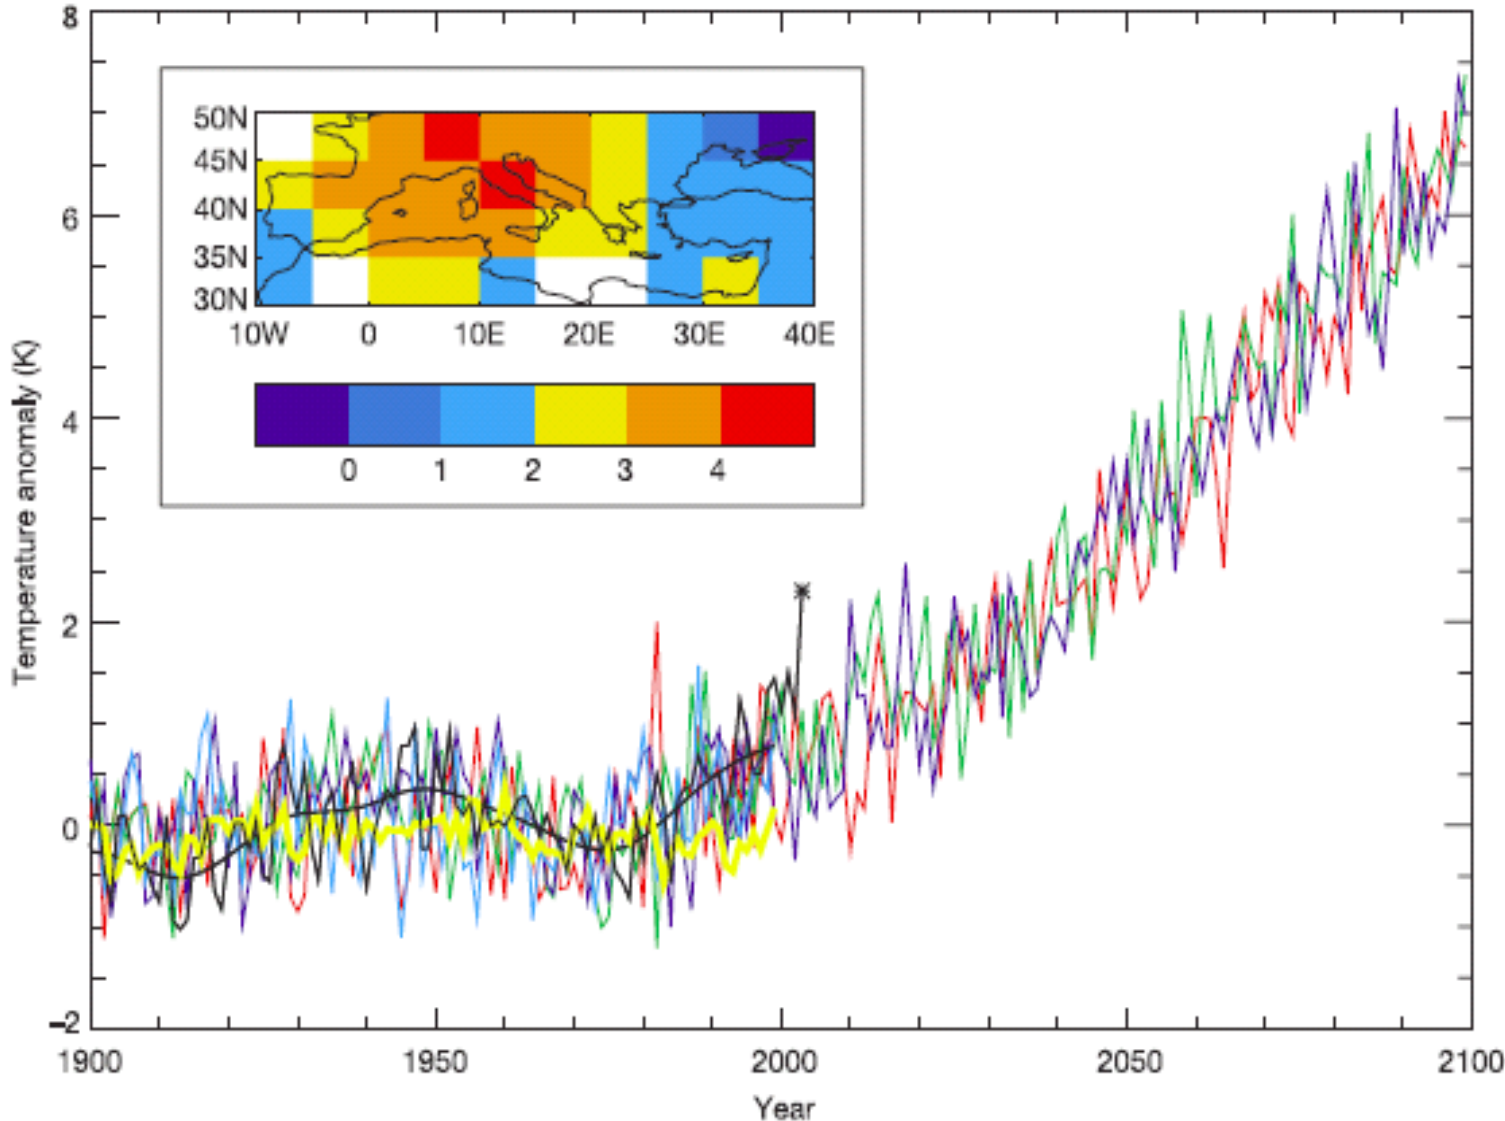 8
6
4
2
0
−2
Temperature anomaly (K)
50N
45N
40N
35N
30N
10W 0 10E 20E 30E 40E
0 1 2 3 4
1900 1950 2000 2050 2100
Year